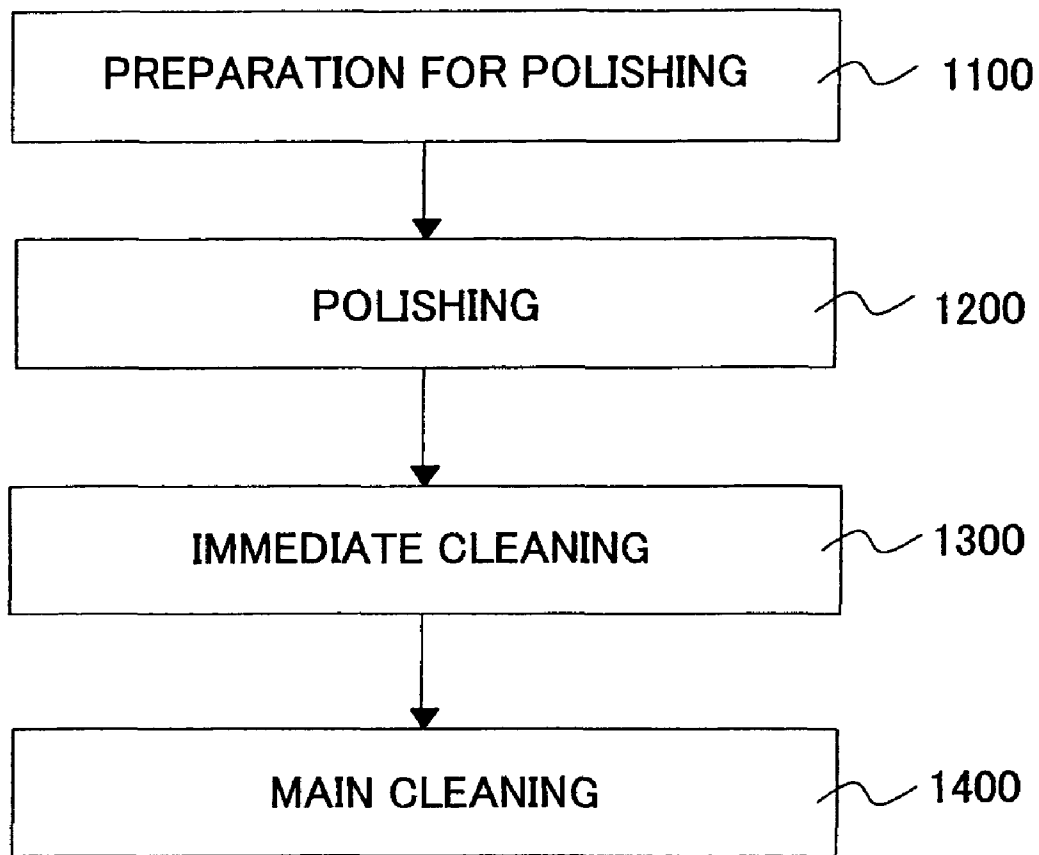 PREPARATION FOR POLISHING 1100
POLISHING 1200
IMMEDIATE CLEANING 1300
MAIN CLEANING 1400